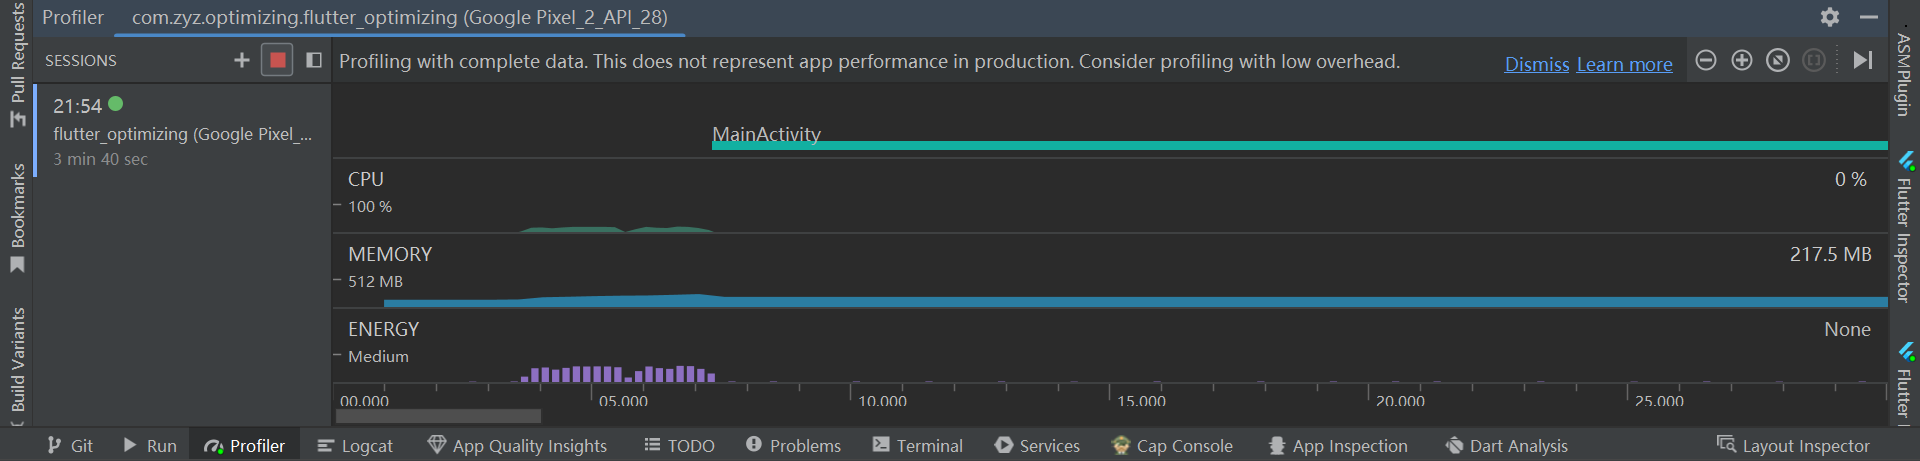 Profiler
com.zyz.optimizing.flutter_optimizing (Google Pixel_2_API_28)
Pull Requests
Bookmarks
Build Variants
SESSIONS
21:54
flutter_optimizing (Google Pixel_...
3 min 40 sec
Profiling with complete data. This does not represent app performance in production. Consider profiling with low overhead.
Dismiss Learn more
MainActivity
CPU
0 %
100 %
MEMORY
217.5 MB
512 MB
ENERGY
None
Medium
00.000 05.000 10.000 15.000 20.000 25.000
ASMPlugin
Flutter Inspector
Flutter
Git Run Profiler Logcat App Quality Insights TODO Problems Terminal Services Cap Console App Inspection Dart Analysis Layout Inspector